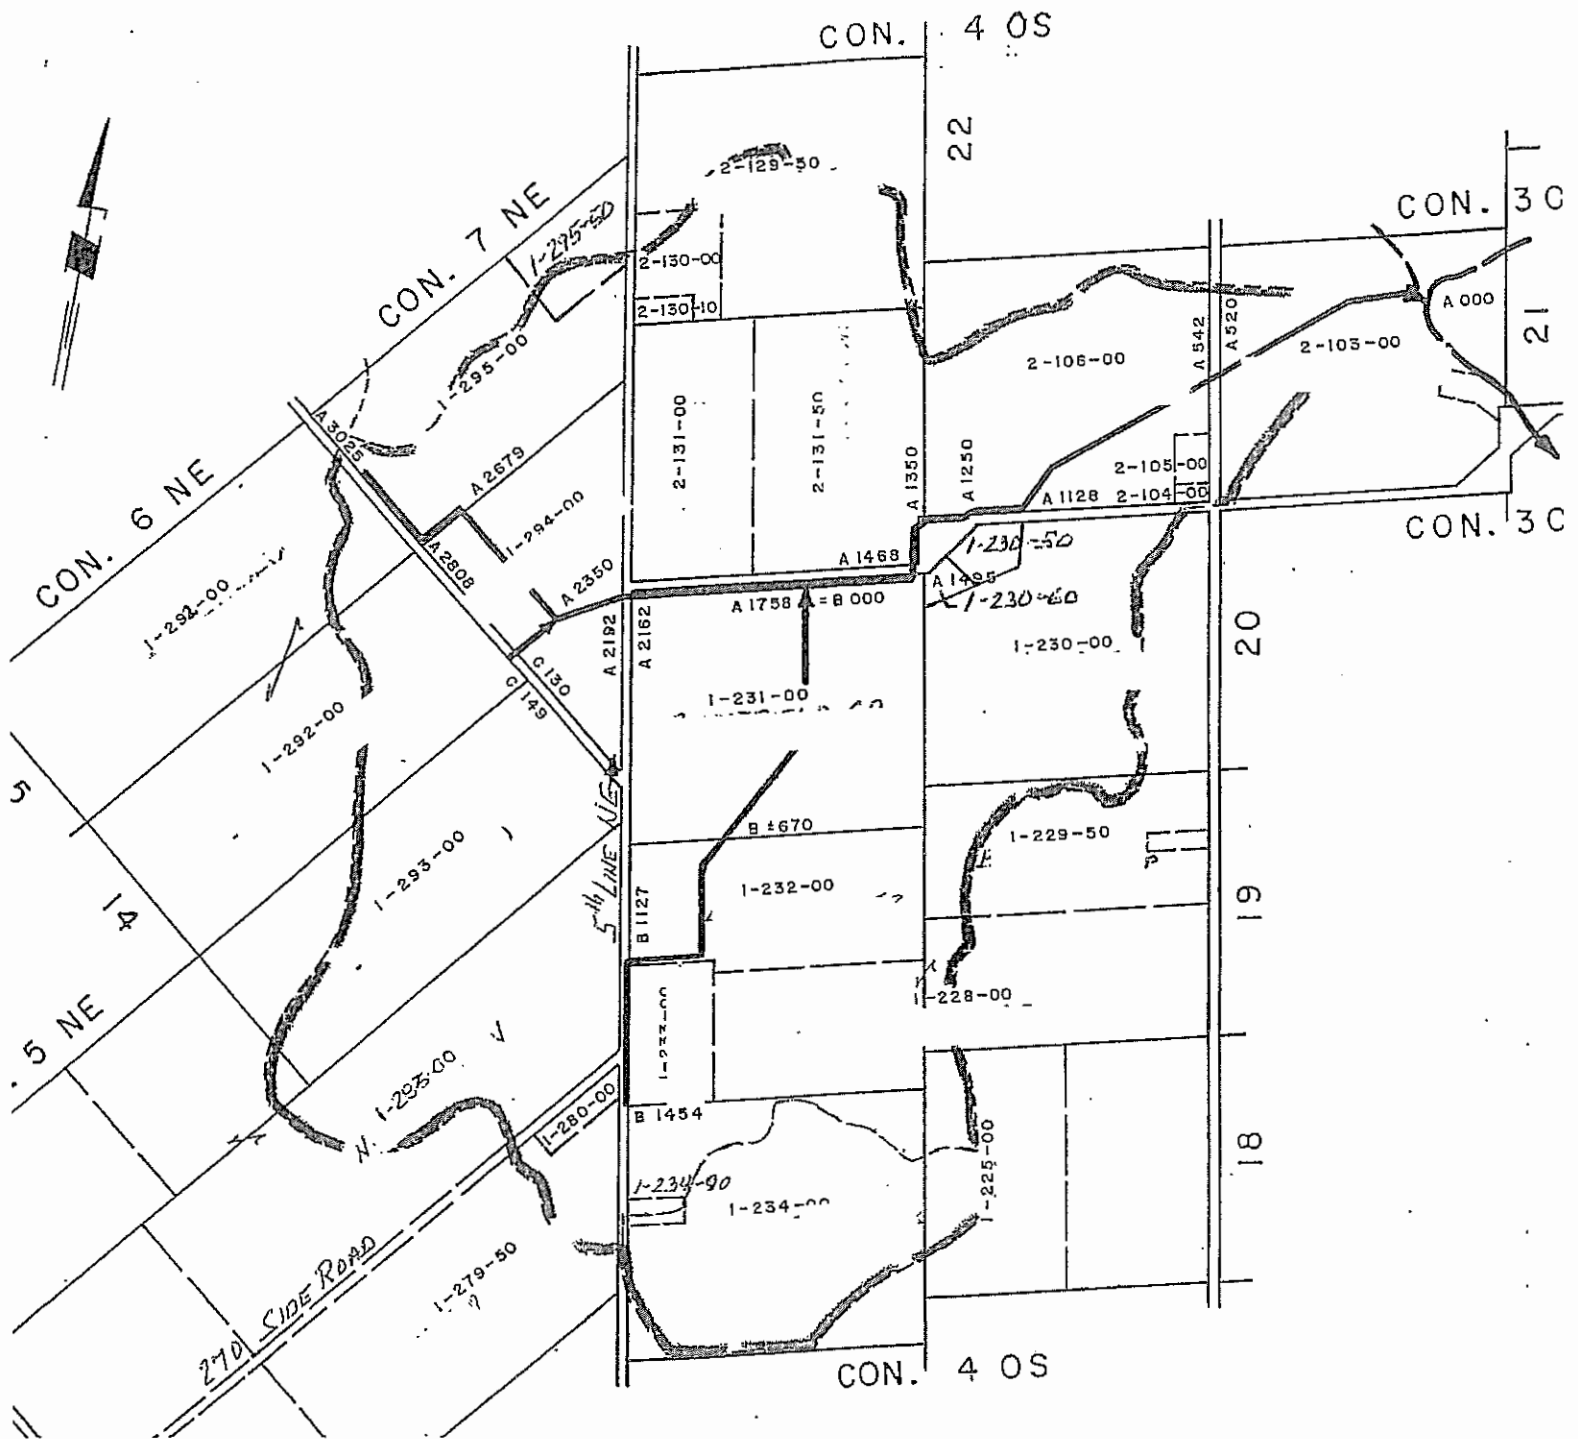 CON. 4 OS
22
CON. 3 O
21
CON. 7 NE
1-295-50
2-129-50
2-130-00
2-130-10
1-295-00
A 000
A 542
A 520
2-103-00
2-106-00
A 3025
A 2679
2-131-00
2-131-50
A 1350
A 1250
2-105-00
2-104-00
A 1128
CON. 6 NE
CON. 3 O
1-294-00
A 2808
A 2350
A 1468
1-230-50
A 1495
1-230-60
A 1758 = B 000
1-292-00
A 2192
A 2162
1-230-00
20
C 130
C 149
1-231-00
1-292-00
5
5th LINE NE
B ±670
1-229-50
1-293-00
1-232-00
14
B 1127
19
1-228-00
5 NE
1-280-00
B 1454
1-225-00
18
1-234-90
1-234-00
270 SIDE ROAD
1-279-50
CON. 4 OS